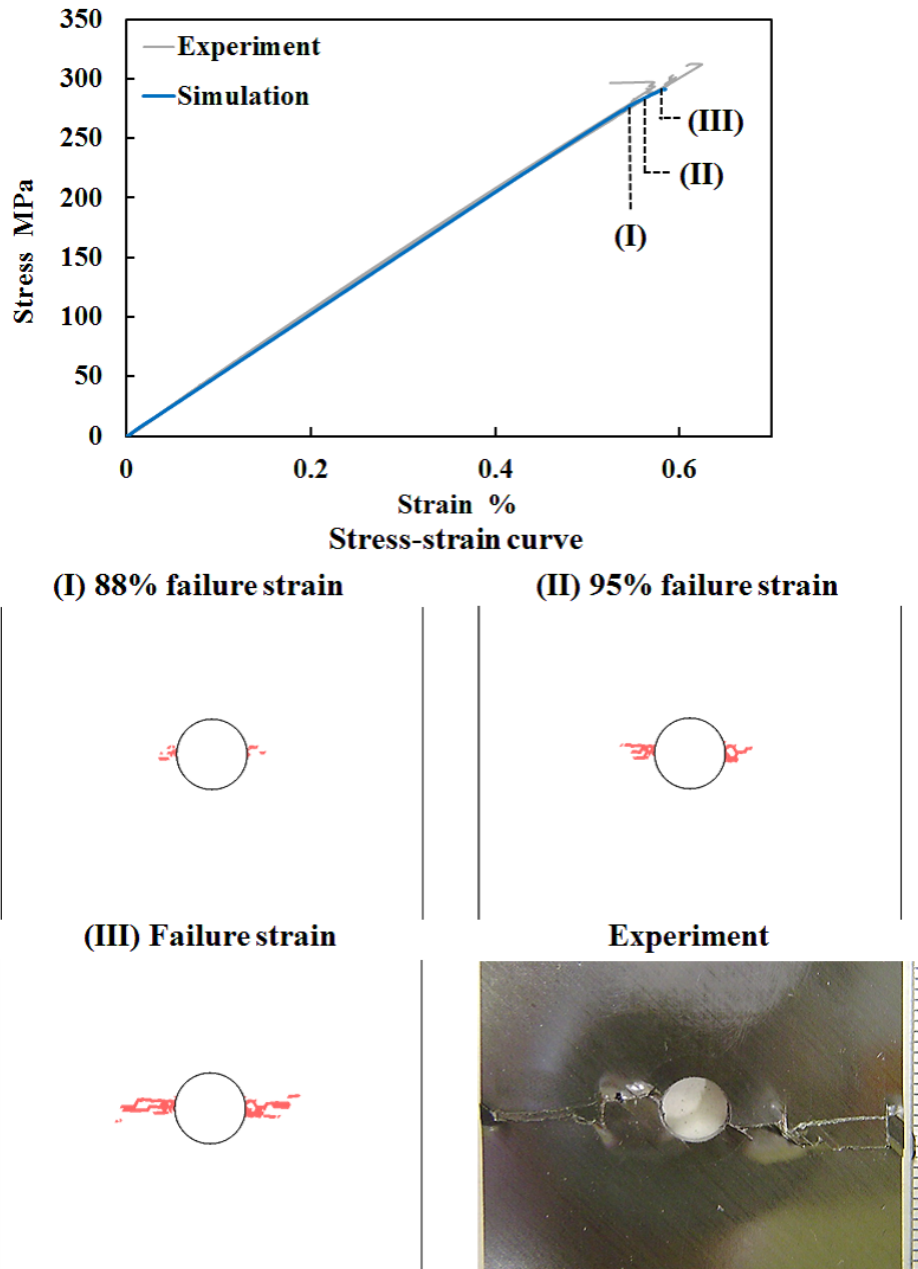 350
300
250
200
150
100
50
0
Stress MPa
Experiment
Simulation
(III)
(II)
(I)
0 0.2 0.4 0.6
Strain %
Stress-strain curve
(I) 88% failure strain
(II) 95% failure strain
(III) Failure strain
Experiment